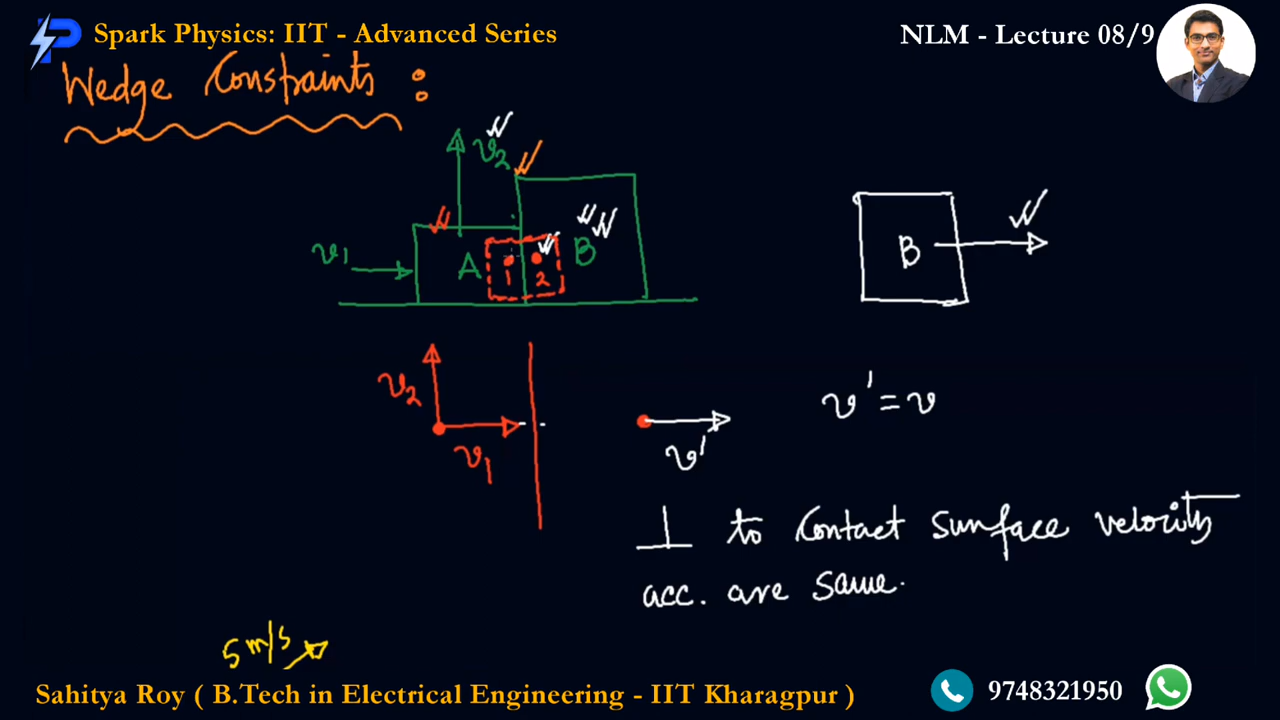 Spark Physics: IIT - Advanced Series
NLM - Lecture 08/9
Wedge Constraints :
v2
v1
A
1
2
B
B
v2
v1
v'
v' = v
⊥ to contact surface velocity
acc. are same.
5 m/s
Sahitya Roy ( B.Tech in Electrical Engineering - IIT Kharagpur )
9748321950